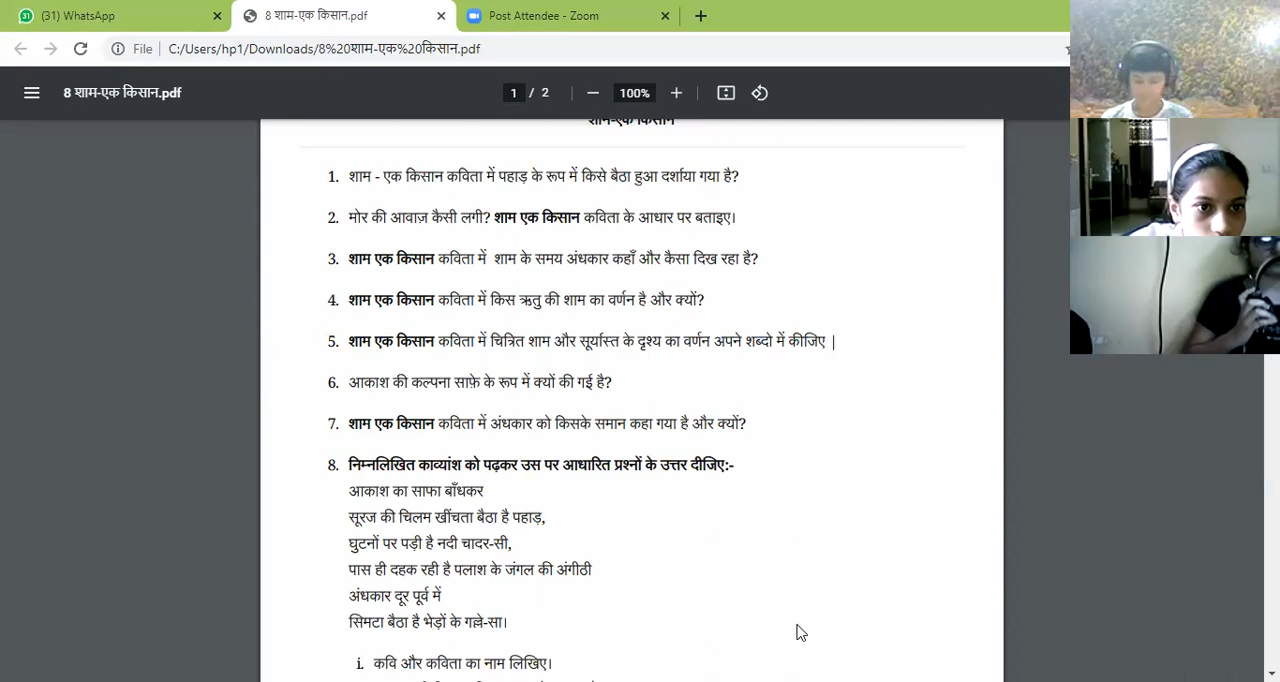 (31) WhatsApp
8 शाम-एक किसान.pdf
Post Attendee - Zoom
File
C:/Users/hp1/Downloads/8%20शाम-एक%20किसान.pdf
8 शाम-एक किसान.pdf
1 / 2
100%
शाम-एक किसान
1. शाम - एक किसान कविता में पहाड़ के रूप में किसे बैठा हुआ दर्शाया गया है?
2. मोर की आवाज़ कैसी लगी? शाम एक किसान कविता के आधार पर बताइए।
3. शाम एक किसान कविता में शाम के समय अंधकार कहाँ और कैसा दिख रहा है?
4. शाम एक किसान कविता में किस ऋतु की शाम का वर्णन है और क्यों?
5. शाम एक किसान कविता में चित्रित शाम और सूर्यास्त के दृश्य का वर्णन अपने शब्दो में कीजिए |
6. आकाश की कल्पना साफ़े के रूप में क्यों की गई है?
7. शाम एक किसान कविता में अंधकार को किसके समान कहा गया है और क्यों?
8. निम्नलिखित काव्यांश को पढ़कर उस पर आधारित प्रश्नों के उत्तर दीजिए:-
आकाश का साफा बाँधकर
सूरज की चिलम खींचता बैठा है पहाड़,
घुटनों पर पड़ी है नदी चादर-सी,
पास ही दहक रही है पलाश के जंगल की अंगीठी
अंधकार दूर पूर्व में
सिमटा बैठा है भेड़ों के गल्ले-सा।
i. कवि और कविता का नाम लिखिए।